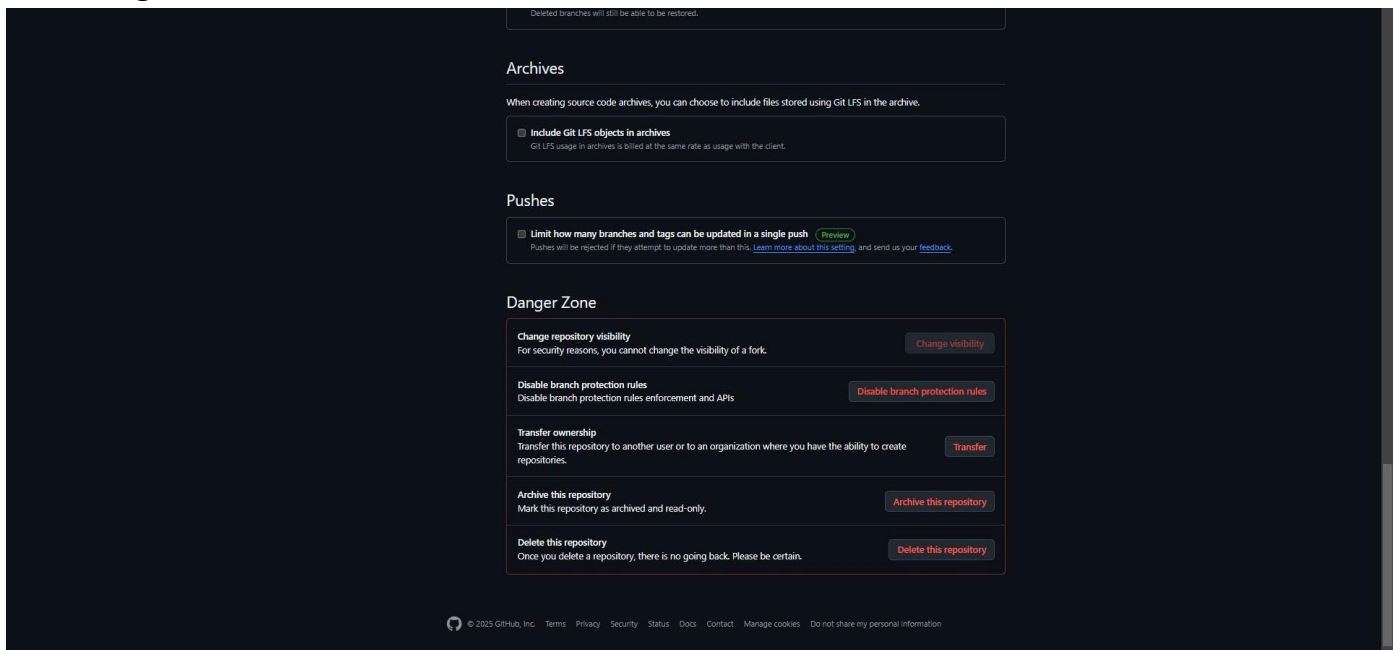 Deleted branches will still be able to be restored.
Archives
When creating source code archives, you can choose to include files stored using Git LFS in the archive.
Include Git LFS objects in archives
Git LFS usage in archives is billed at the same rate as usage with the client.
Pushes
Limit how many branches and tags can be updated in a single push Preview
Pushes will be rejected if they attempt to update more than this. Learn more about this setting, and send us your feedback.
Danger Zone
Change repository visibility
For security reasons, you cannot change the visibility of a fork.
Change visibility
Disable branch protection rules
Disable branch protection rules enforcement and APIs
Disable branch protection rules
Transfer ownership
Transfer this repository to another user or to an organization where you have the ability to create
repositories.
Transfer
Archive this repository
Mark this repository as archived and read-only.
Archive this repository
Delete this repository
Once you delete a repository, there is no going back. Please be certain.
Delete this repository
© 2025 GitHub, Inc. Terms Privacy Security Status Docs Contact Manage cookies Do not share my personal information